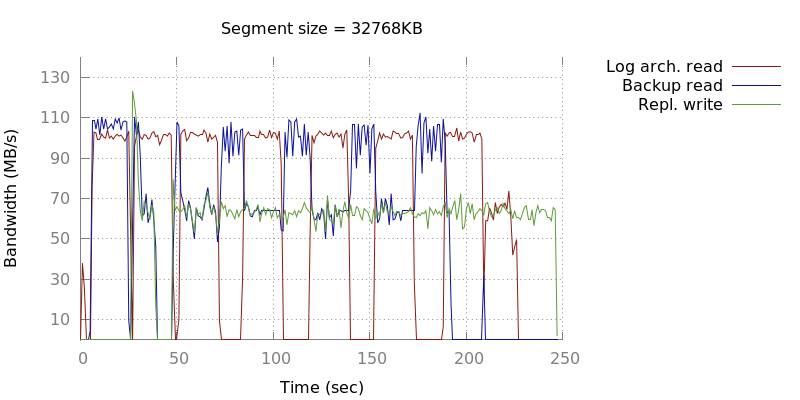 Segment size = 32768KB
Log arch. read
Backup read
Repl. write
Bandwidth (MB/s)
130
110
90
70
50
30
10
0 50 100 150 200 250
Time (sec)